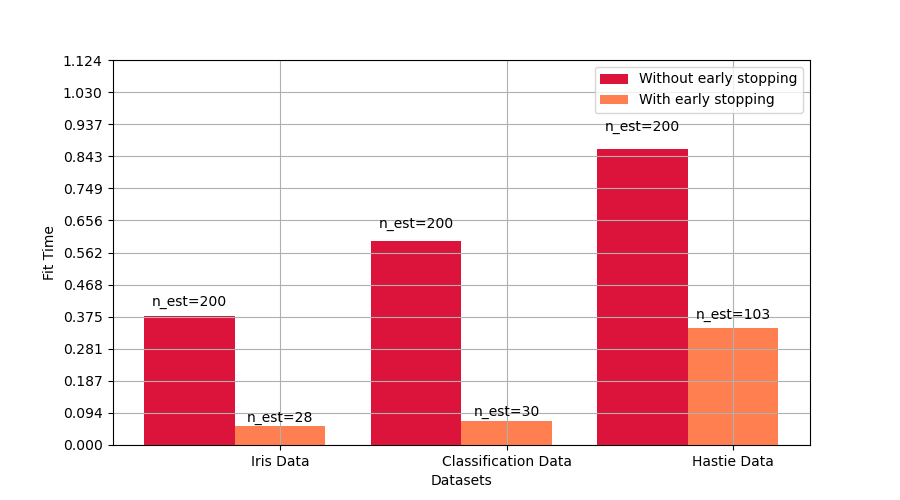 1.124
1.030
0.937
0.843
0.749
0.656
0.562
0.468
0.375
0.281
0.187
0.094
0.000
Fit Time
Without early stopping
With early stopping
n_est=200
n_est=28
n_est=200
n_est=30
n_est=200
n_est=103
Iris Data
Classification Data
Hastie Data
Datasets